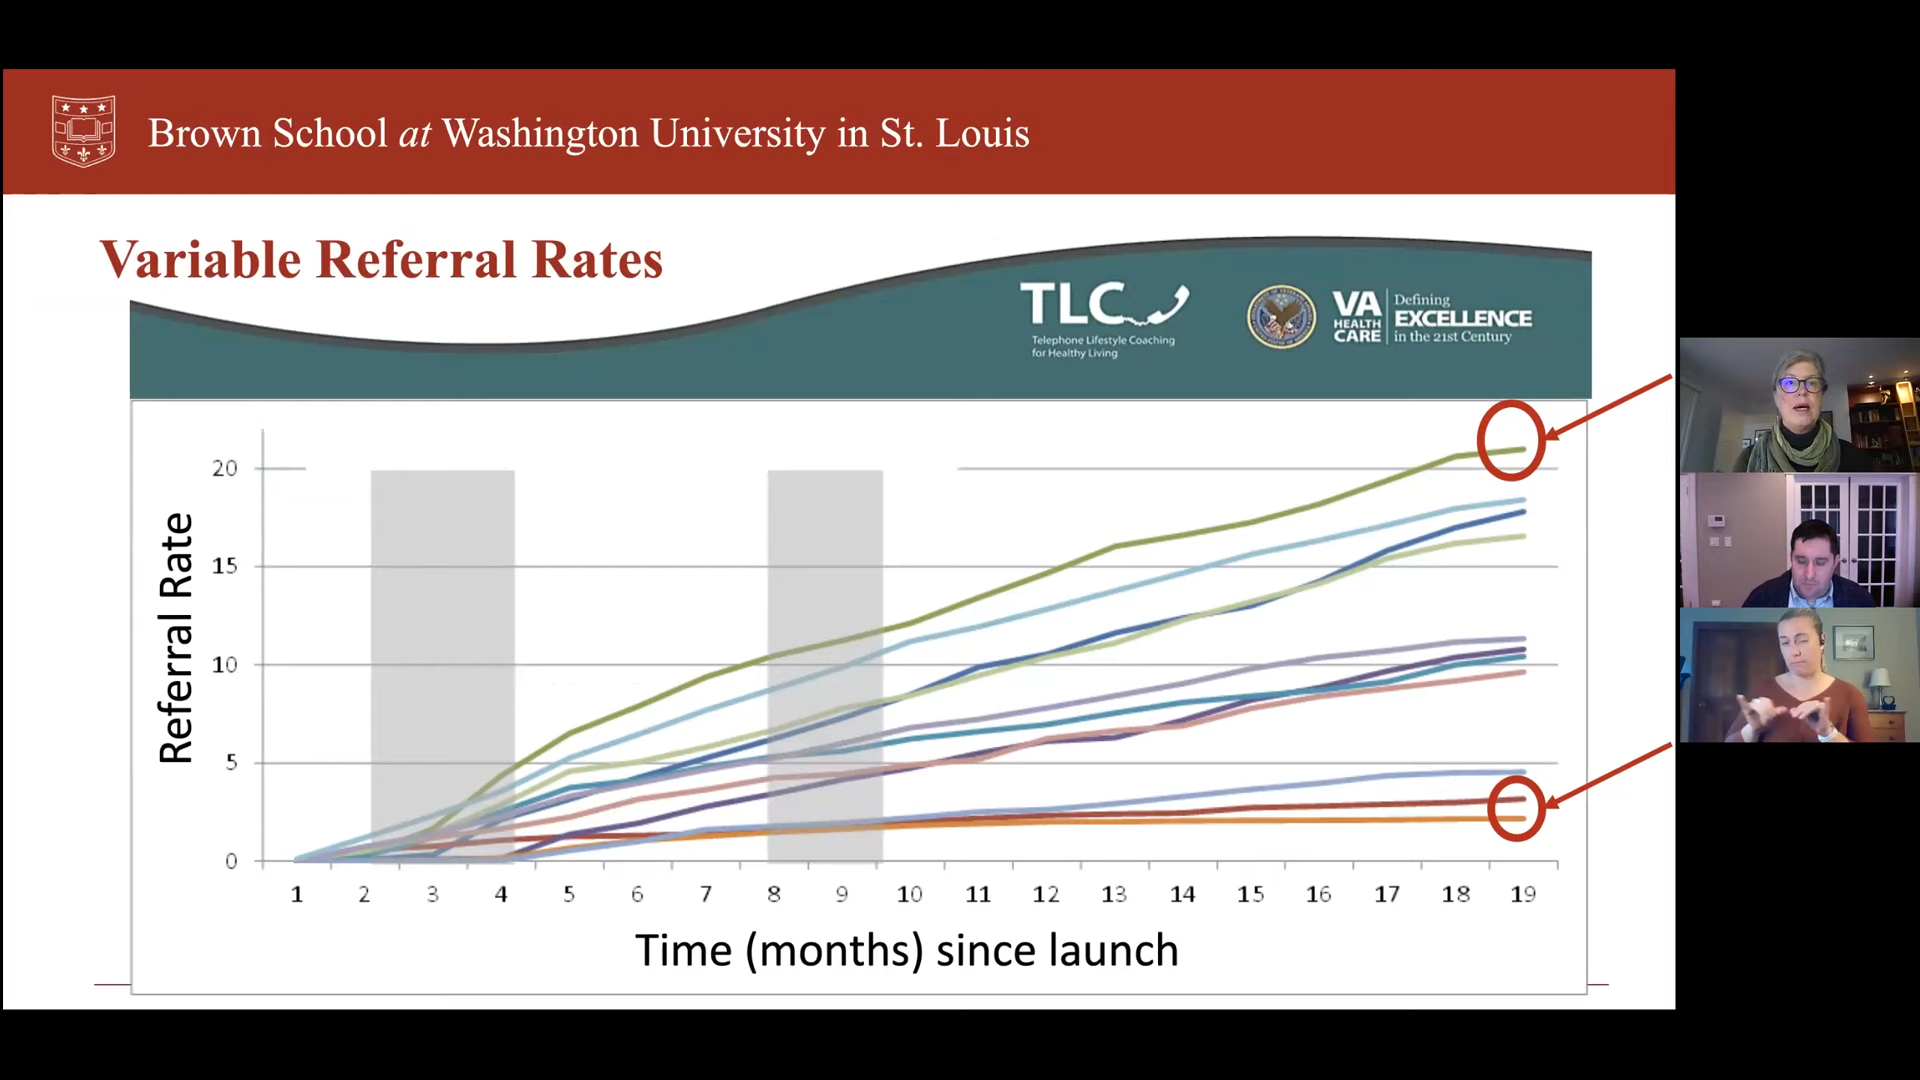 Brown School at Washington University in St. Louis
Variable Referral Rates
TLC
Telephone Lifestyle Coaching
for Healthy Living
VA
HEALTH
CARE
Defining
EXCELLENCE
in the 21st Century
Referral Rate
20
15
10
5
0
1 2 3 4 5 6 7 8 9 10 11 12 13 14 15 16 17 18 19
Time (months) since launch